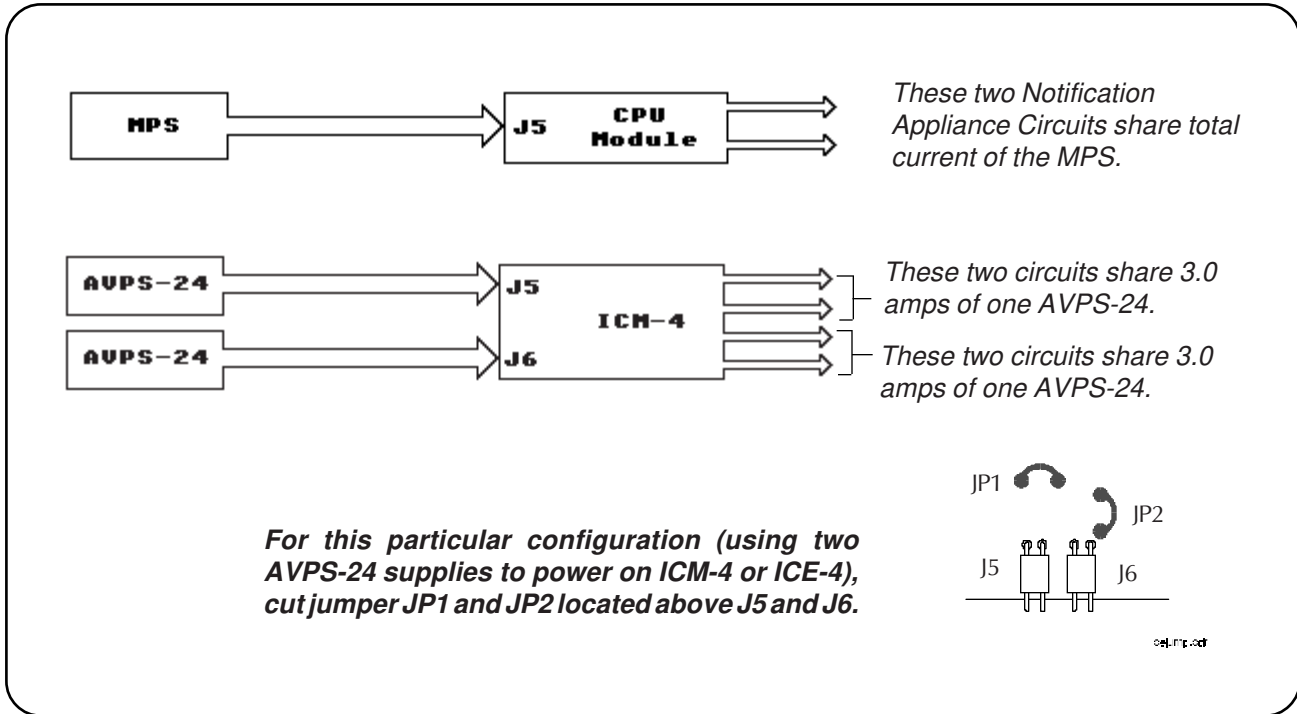 MPS
J5
CPU
Module
These two Notification
Appliance Circuits share total
current of the MPS.
AVPS-24
J5
ICM-4
AVPS-24
J6
These two circuits share 3.0
amps of one AVPS-24.
These two circuits share 3.0
amps of one AVPS-24.
For this particular configuration (using two
AVPS-24 supplies to power on ICM-4 or ICE-4),
cut jumper JP1 and JP2 located above J5 and J6.
JP1
JP2
J5
J6